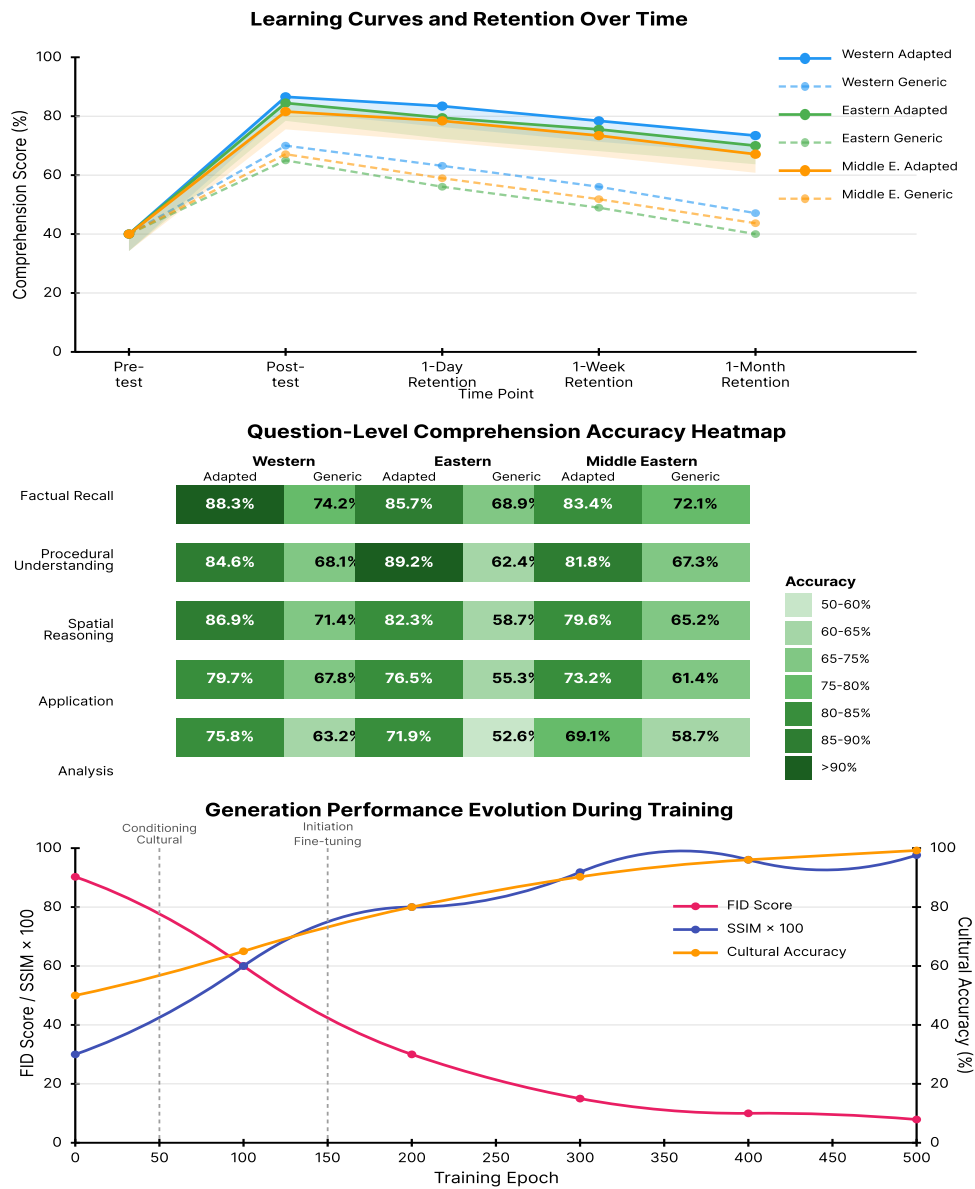 Learning Curves and Retention Over Time
Comprehension Score (%)
100
80
60
40
20
0
Pre-
test
Post-
test
1-Day
Retention
1-Week
Retention
1-Month
Retention
Time Point
Western Adapted
Western Generic
Eastern Adapted
Eastern Generic
Middle E. Adapted
Middle E. Generic
Question-Level Comprehension Accuracy Heatmap
Western Eastern Middle Eastern
Adapted Generic Adapted Generic Adapted Generic
Factual Recall 88.3% 74.2% 85.7% 68.9% 83.4% 72.1%
Procedural
Understanding 84.6% 68.1% 89.2% 62.4% 81.8% 67.3%
Spatial
Reasoning 86.9% 71.4% 82.3% 58.7% 79.6% 65.2%
Application 79.7% 67.8% 76.5% 55.3% 73.2% 61.4%
Analysis 75.8% 63.2% 71.9% 52.6% 69.1% 58.7%
Accuracy
50-60%
60-65%
65-75%
75-80%
80-85%
85-90%
>90%
Generation Performance Evolution During Training
Conditioning
Cultural
Initiation
Fine-tuning
FID Score / SSIM × 100
100
80
60
40
20
0
FID Score
SSIM × 100
Cultural Accuracy
100
80
60
40
20
0
Cultural Accuracy (%)
0 50 100 150 200 250 300 350 400 450 500
Training Epoch